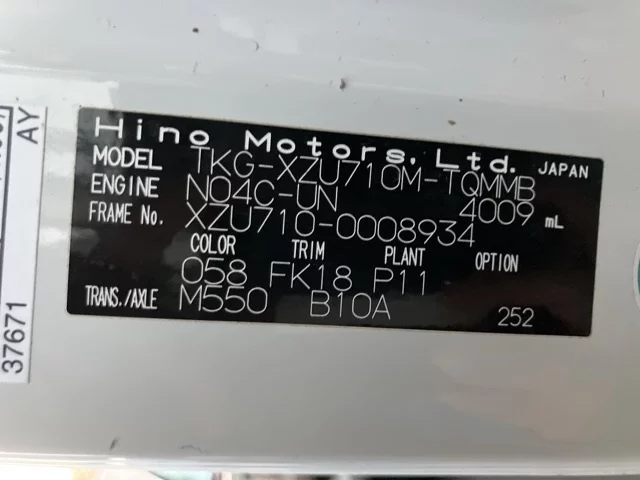 Hino Motors, Ltd. JAPAN
MODEL TKG-XZU710M-TQMMB
ENGINE N04C-UN 4009 mL
FRAME No. XZU710-0008934
COLOR TRIM PLANT OPTION
058 FK18 P11
TRANS./AXLE M550 B10A 252
AY
37671